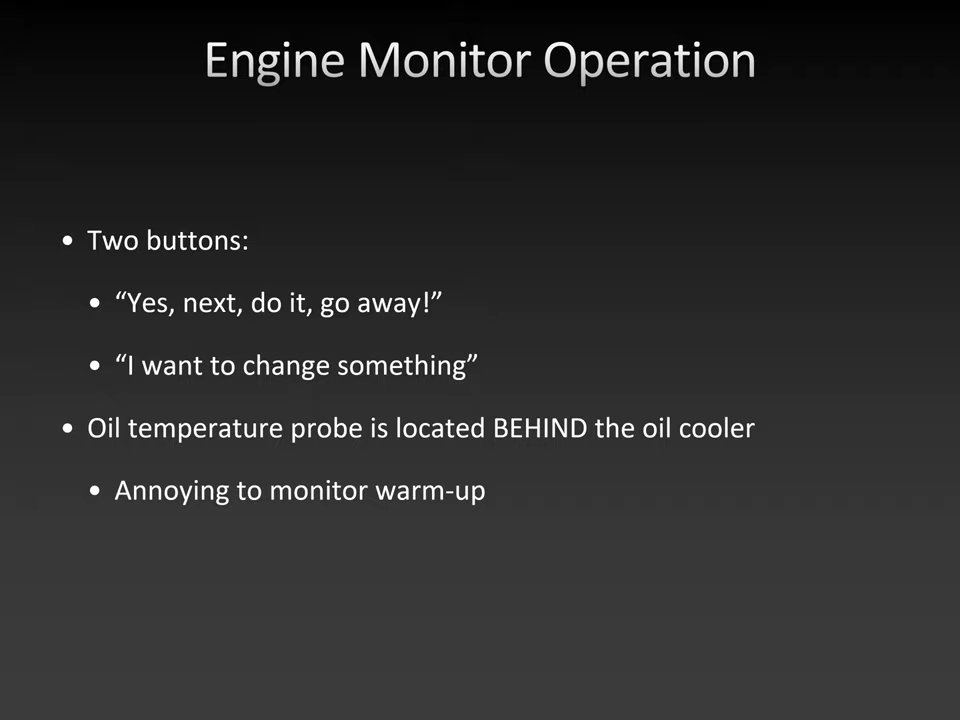 Engine Monitor Operation
• Two buttons:
• “Yes, next, do it, go away!”
• “I want to change something”
• Oil temperature probe is located BEHIND the oil cooler
• Annoying to monitor warm-up